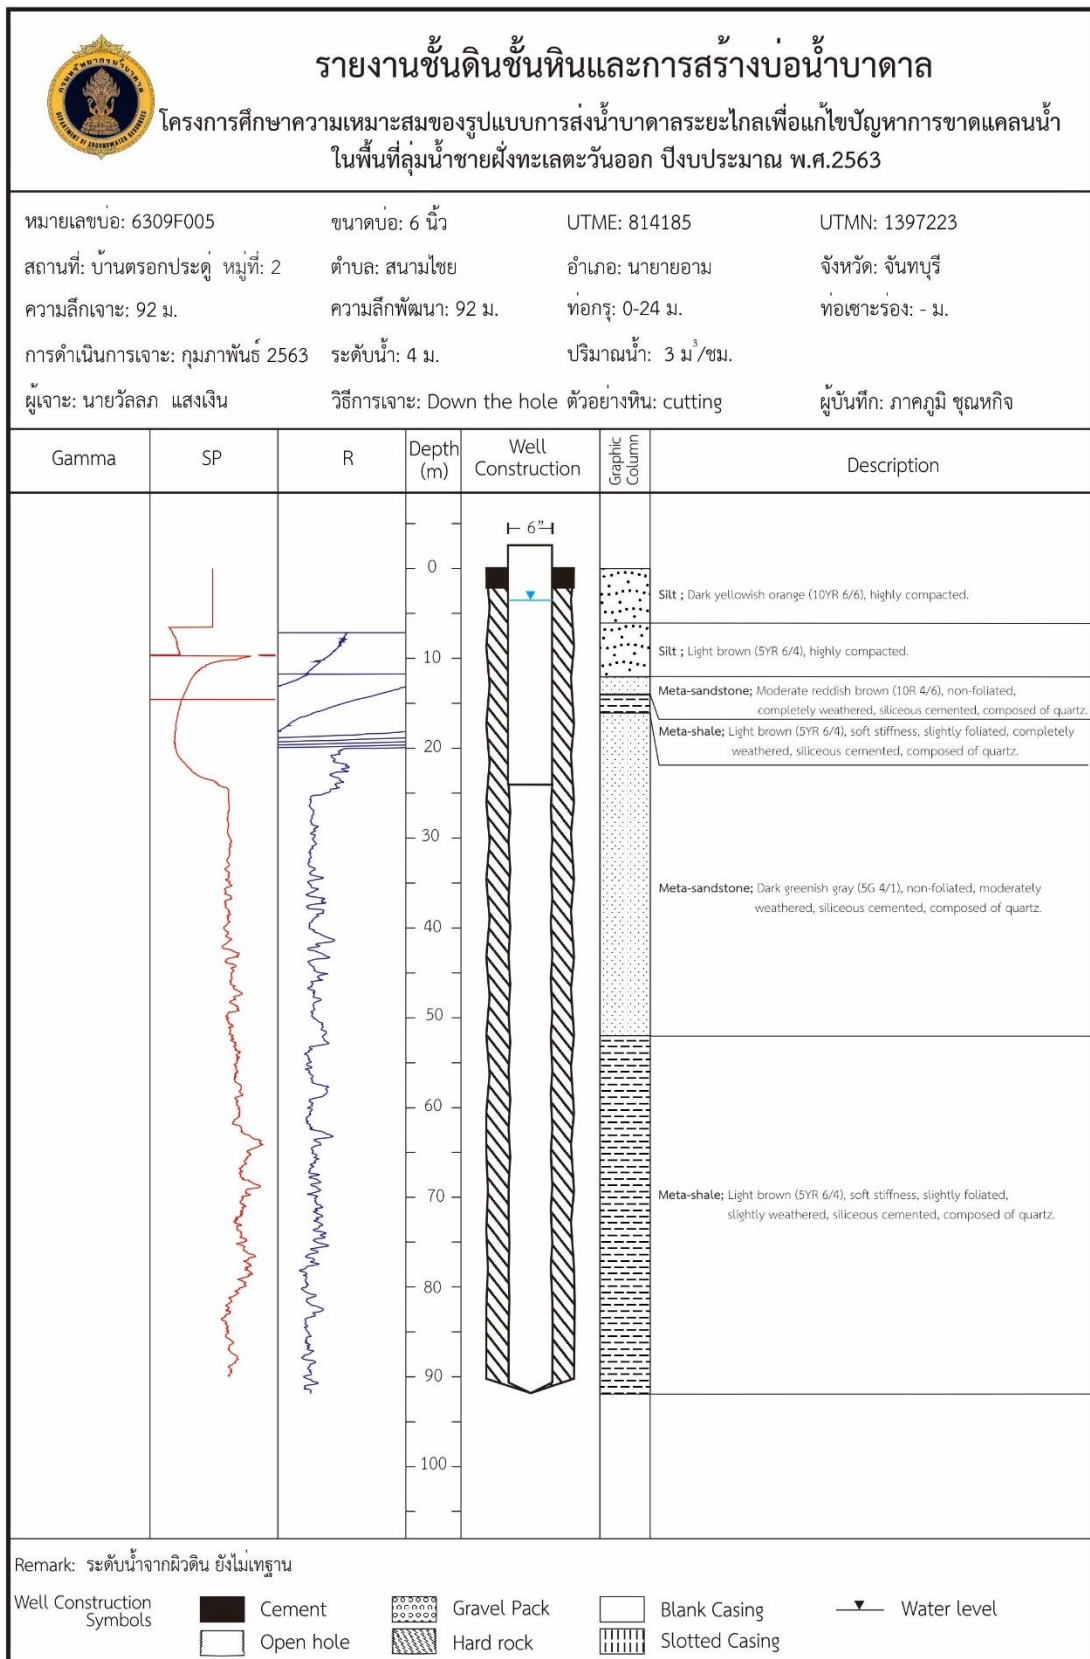 รายงานชั้นดินชั้นหินและการสร้างบ่อน้ำบาดาล
โครงการศึกษาความเหมาะสมของรูปแบบการส่งน้ำบาดาลระยะไกลเพื่อแก้ไขปัญหาการขาดแคลนน้ำ
ในพื้นที่ลุ่มน้ำชายฝั่งทะเลตะวันออก ปีงบประมาณ พ.ศ.2563
กรมทรัพยากรน้ำบาดาล
DEPARTMENT OF GROUNDWATER RESOURCES
หมายเลขบ่อ: 6309F005 ขนาดบ่อ: 6 นิ้ว UTME: 814185 UTMN: 1397223
สถานที่: บ้านตรอกประดู่ หมู่ที่: 2 ตำบล: สนามไชย อำเภอ: นายายอาม จังหวัด: จันทบุรี
ความลึกเจาะ: 92 ม. ความลึกพัฒนา: 92 ม. ท่อกรุ: 0-24 ม. ท่อเซาะร่อง: - ม.
การดำเนินการเจาะ: กุมภาพันธ์ 2563 ระดับน้ำ: 4 ม. ปริมาณน้ำ: 3 ม³/ชม.
ผู้เจาะ: นายวัลลภ แสงเงิน วิธีการเจาะ: Down the hole ตัวอย่างหิน: cutting ผู้บันทึก: ภาคภูมิ ชุณหกิจ
Gamma SP R Depth (m) Well Construction Graphic Column Description
6"
0
Silt ; Dark yellowish orange (10YR 6/6), highly compacted.
Silt ; Light brown (5YR 6/4), highly compacted.
10
Meta-sandstone; Moderate reddish brown (10R 4/6), non-foliated,
completely weathered, siliceous cemented, composed of quartz.
Meta-shale; Light brown (5YR 6/4), soft stiffness, slightly foliated, completely
weathered, siliceous cemented, composed of quartz.
20
30
Meta-sandstone; Dark greenish gray (5G 4/1), non-foliated, moderately
weathered, siliceous cemented, composed of quartz.
40
50
60
70
Meta-shale; Light brown (5YR 6/4), soft stiffness, slightly foliated,
slightly weathered, siliceous cemented, composed of quartz.
80
90
100
Remark: ระดับน้ำจากผิวดิน ยังไม่เทฐาน
Well Construction Symbols
Cement Gravel Pack Blank Casing Water level
Open hole Hard rock Slotted Casing